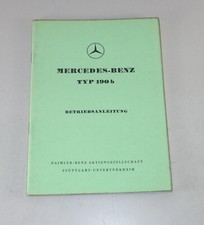 MERCEDES-BENZ
TYP 190 b
BETRIEBSANLEITUNG
DAIMLER-BENZ AKTIENGESELLSCHAFT
STUTTGART-UNTERTÜRKHEIM